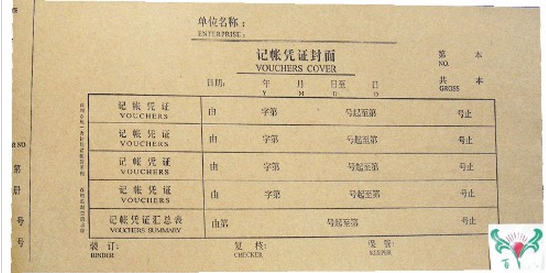 单位名称:
ENTERPRISE:
记帐凭证封面
VOUCHERS COVER
第 本
NO.
共 本
GROSS
日期: 年 月 日至 日
Y M D D
记帐凭证 由 字第 号起至第 号止
VOUCHERS
记帐凭证 由 字第 号起至第 号止
VOUCHERS
记帐凭证 由 字第 号起至第 号止
VOUCHERS
记帐凭证 由 字第 号起至第 号止
VOUCHERS
记帐凭证汇总表 由第 号起至第 号止
VOUCHERS SUMMARY
装订: 复核: 保管:
BINDER CHECKER KEEPER
第
册
号
号